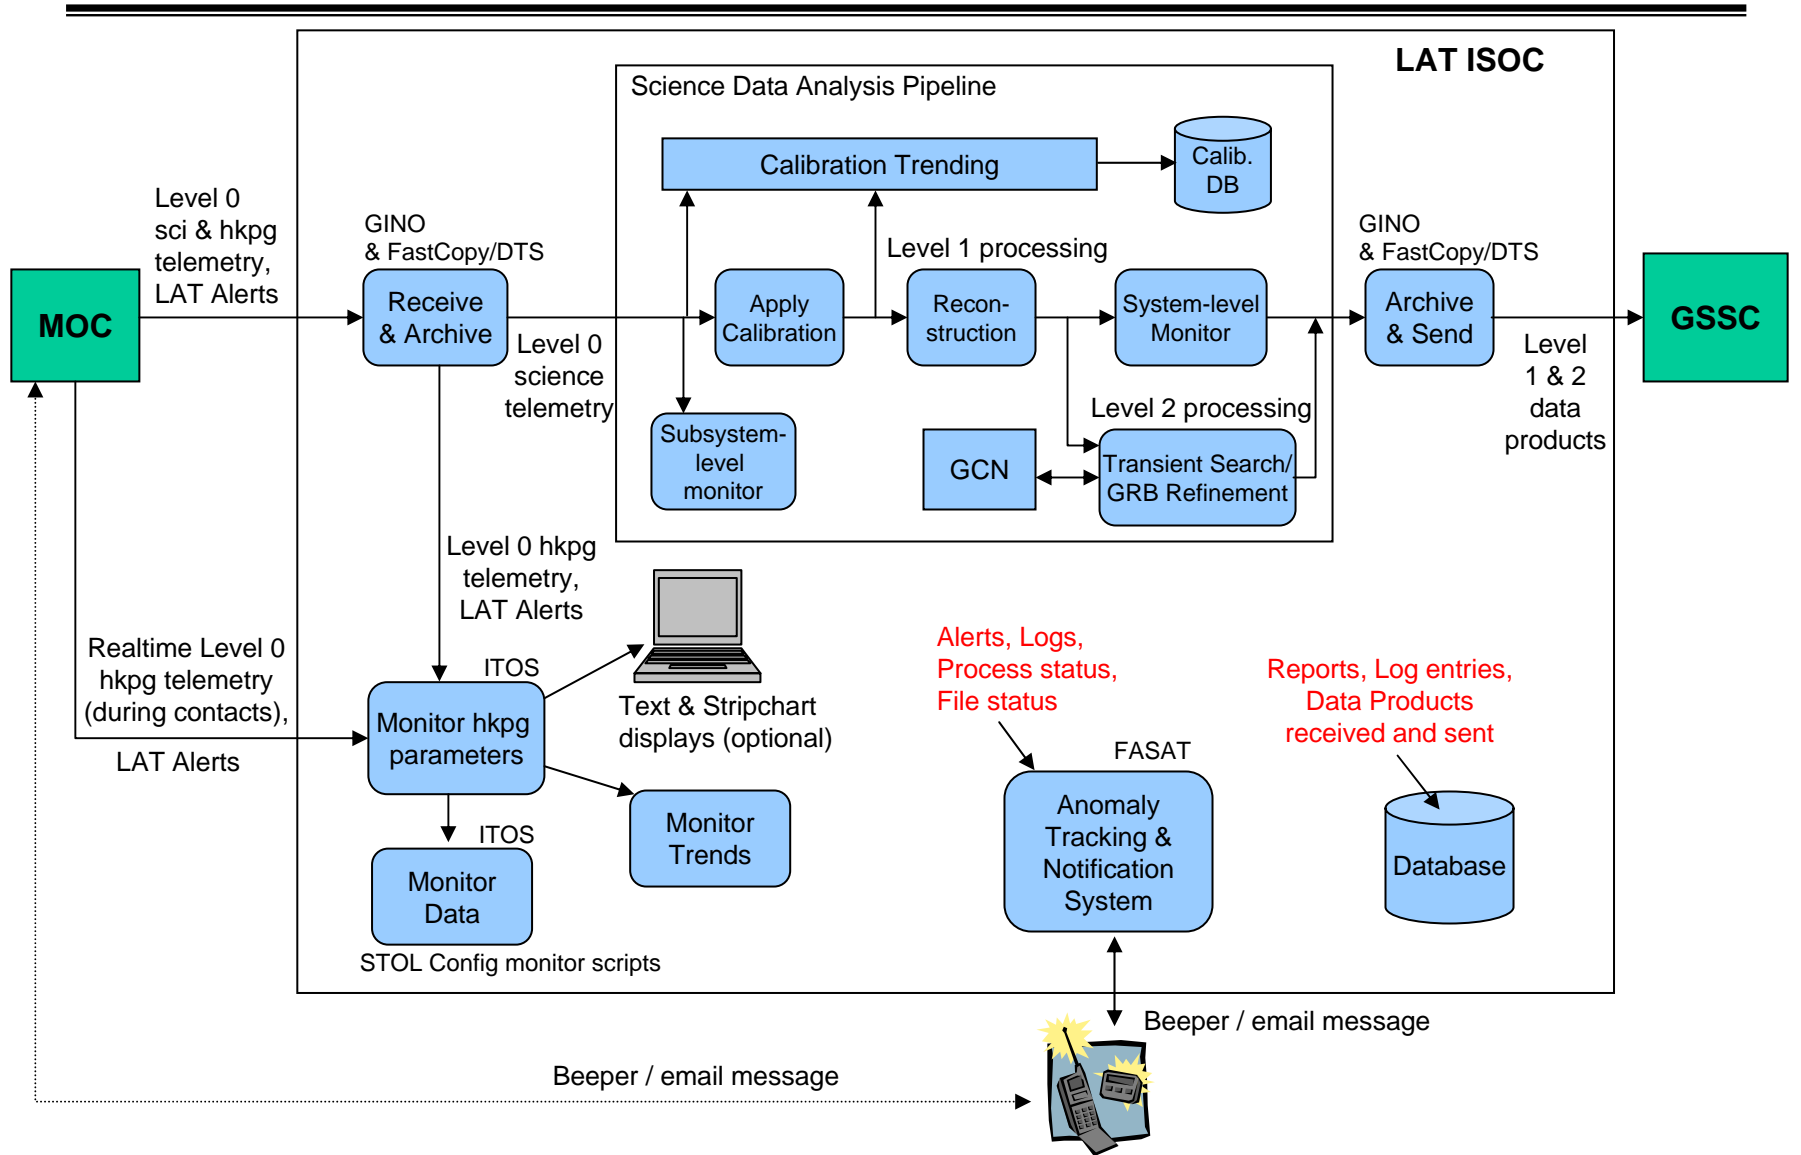 LAT ISOC
Science Data Analysis Pipeline
Calibration Trending
Calib.
DB
Level 0
sci & hkpg
telemetry,
LAT Alerts
GINO
& FastCopy/DTS
Level 1 processing
GINO
& FastCopy/DTS
MOC
Receive
& Archive
Apply
Calibration
Recon-
struction
System-level
Monitor
Archive
& Send
GSSC
Level 0
science
telemetry
Level
1 & 2
data
products
Subsystem-
level
monitor
Level 2 processing
GCN
Transient Search/
GRB Refinement
Level 0 hkpg
telemetry,
LAT Alerts
Realtime Level 0
hkpg telemetry
(during contacts),
LAT Alerts
ITOS
Monitor hkpg
parameters
Text & Stripchart
displays (optional)
Alerts, Logs,
Process status,
File status
Reports, Log entries,
Data Products
received and sent
FASAT
Anomaly
Tracking &
Notification
System
Database
Monitor
Trends
ITOS
Monitor
Data
STOL Config monitor scripts
Beeper / email message
Beeper / email message